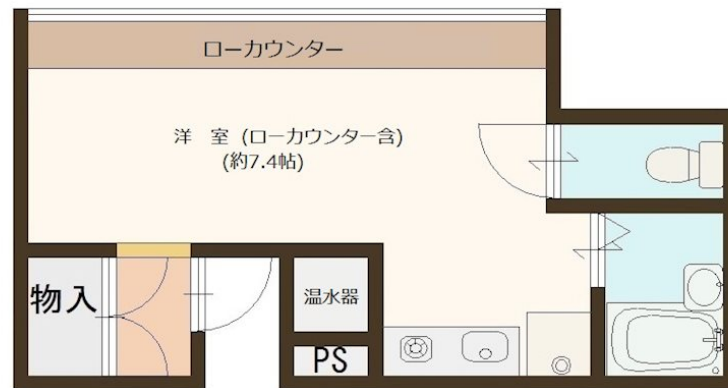 ローカウンター
洋 室 (ローカウンター含)
(約7.4帖)
物入
温水器
PS